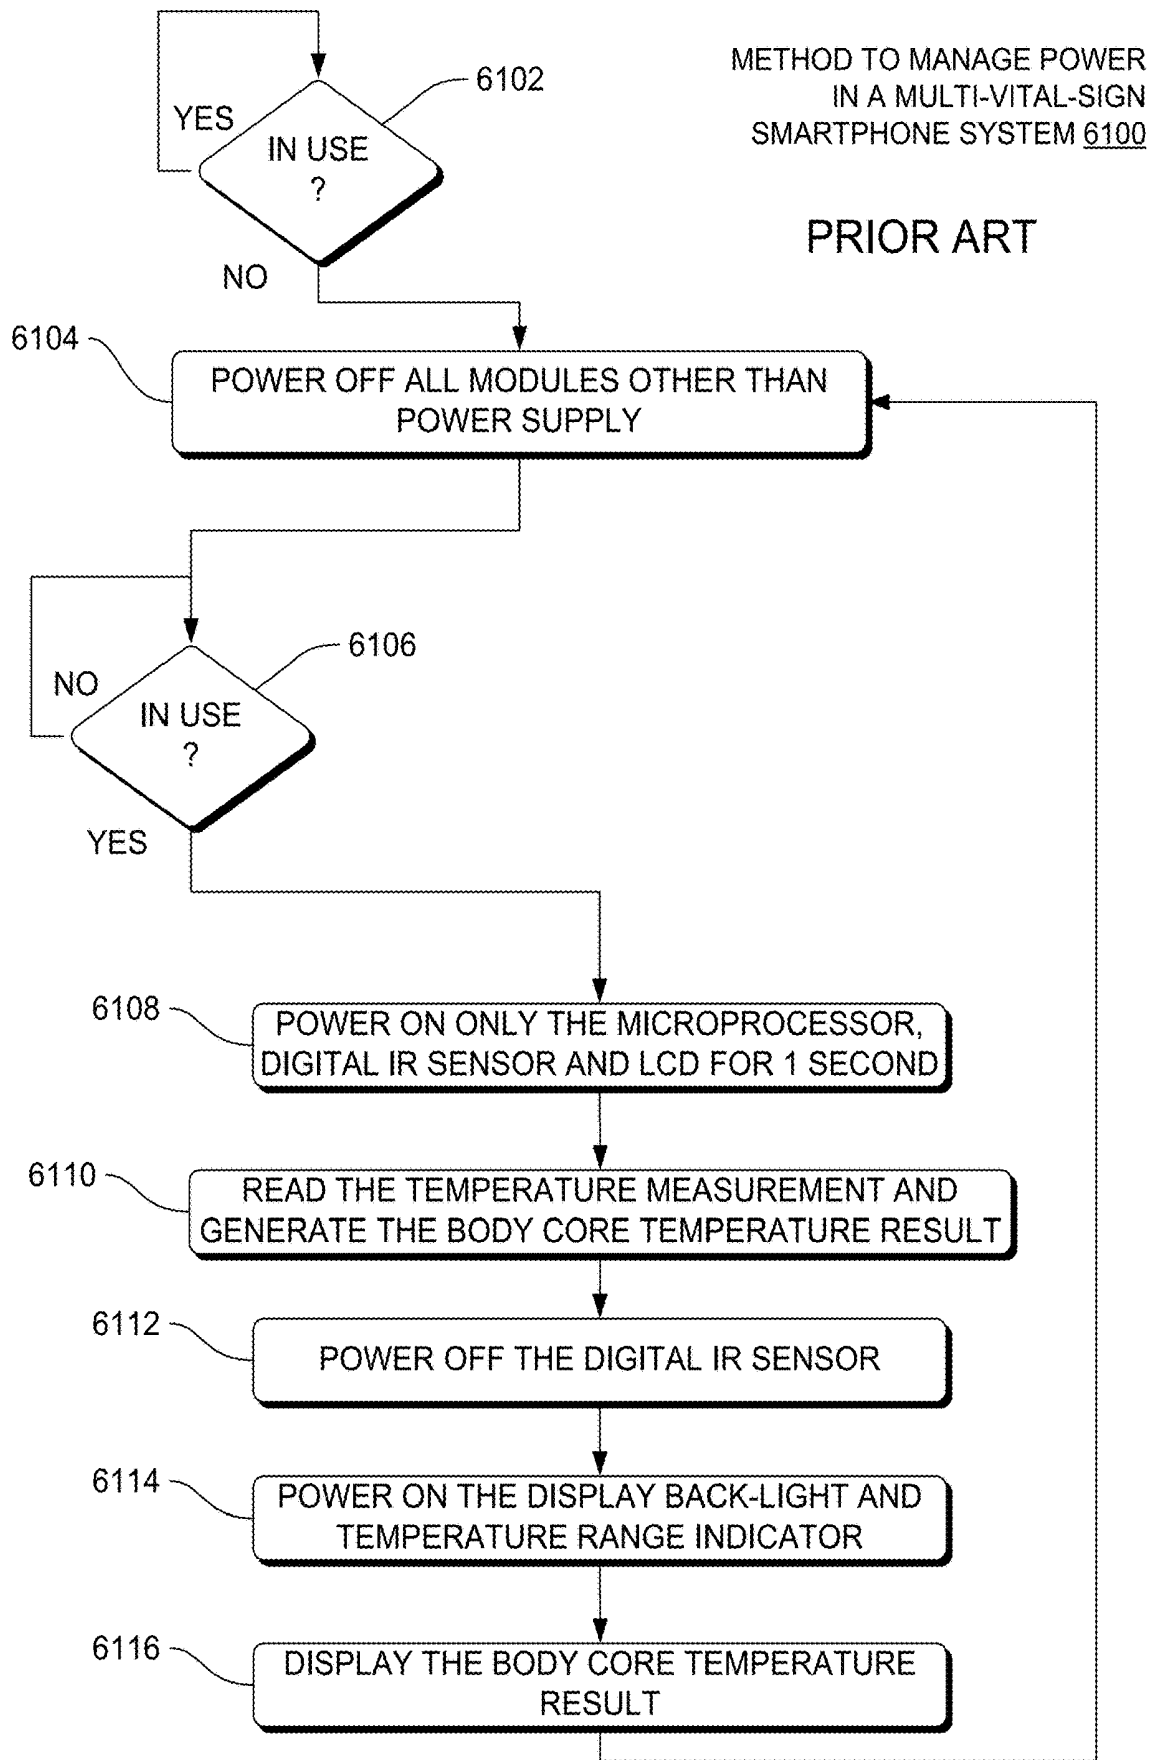 METHOD TO MANAGE POWER
IN A MULTI-VITAL-SIGN
SMARTPHONE SYSTEM 6100
PRIOR ART
6102
YES
IN USE
?
NO
6104
POWER OFF ALL MODULES OTHER THAN
POWER SUPPLY
6106
NO
IN USE
?
YES
6108
POWER ON ONLY THE MICROPROCESSOR,
DIGITAL IR SENSOR AND LCD FOR 1 SECOND
6110
READ THE TEMPERATURE MEASUREMENT AND
GENERATE THE BODY CORE TEMPERATURE RESULT
6112
POWER OFF THE DIGITAL IR SENSOR
6114
POWER ON THE DISPLAY BACK-LIGHT AND
TEMPERATURE RANGE INDICATOR
6116
DISPLAY THE BODY CORE TEMPERATURE
RESULT